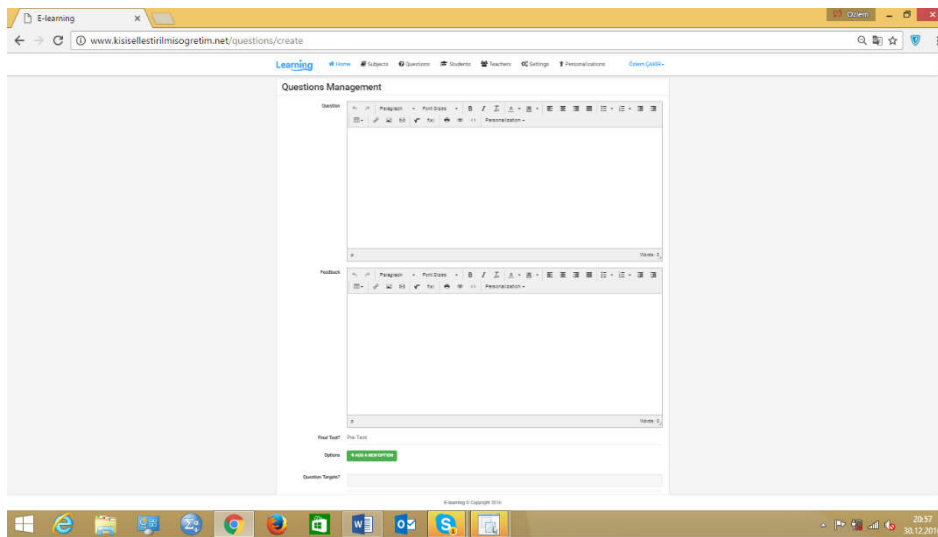 E-learning
Özlem
www.kisisellestirilmisogretim.net/questions/create
Learning Home Subjects Questions Students Teachers Settings Personalizations Özlem ÇAKIR
Questions Management
Question
Paragraph Font Sizes B I A
Personalization
p Words: 0
Feedback
Paragraph Font Sizes B I A
Personalization
p Words: 0
Final Test? Pre Test
Options ADD A NEW OPTION
Question Targets?
E-learning © Copyright 2016
20:37
30.12.2016